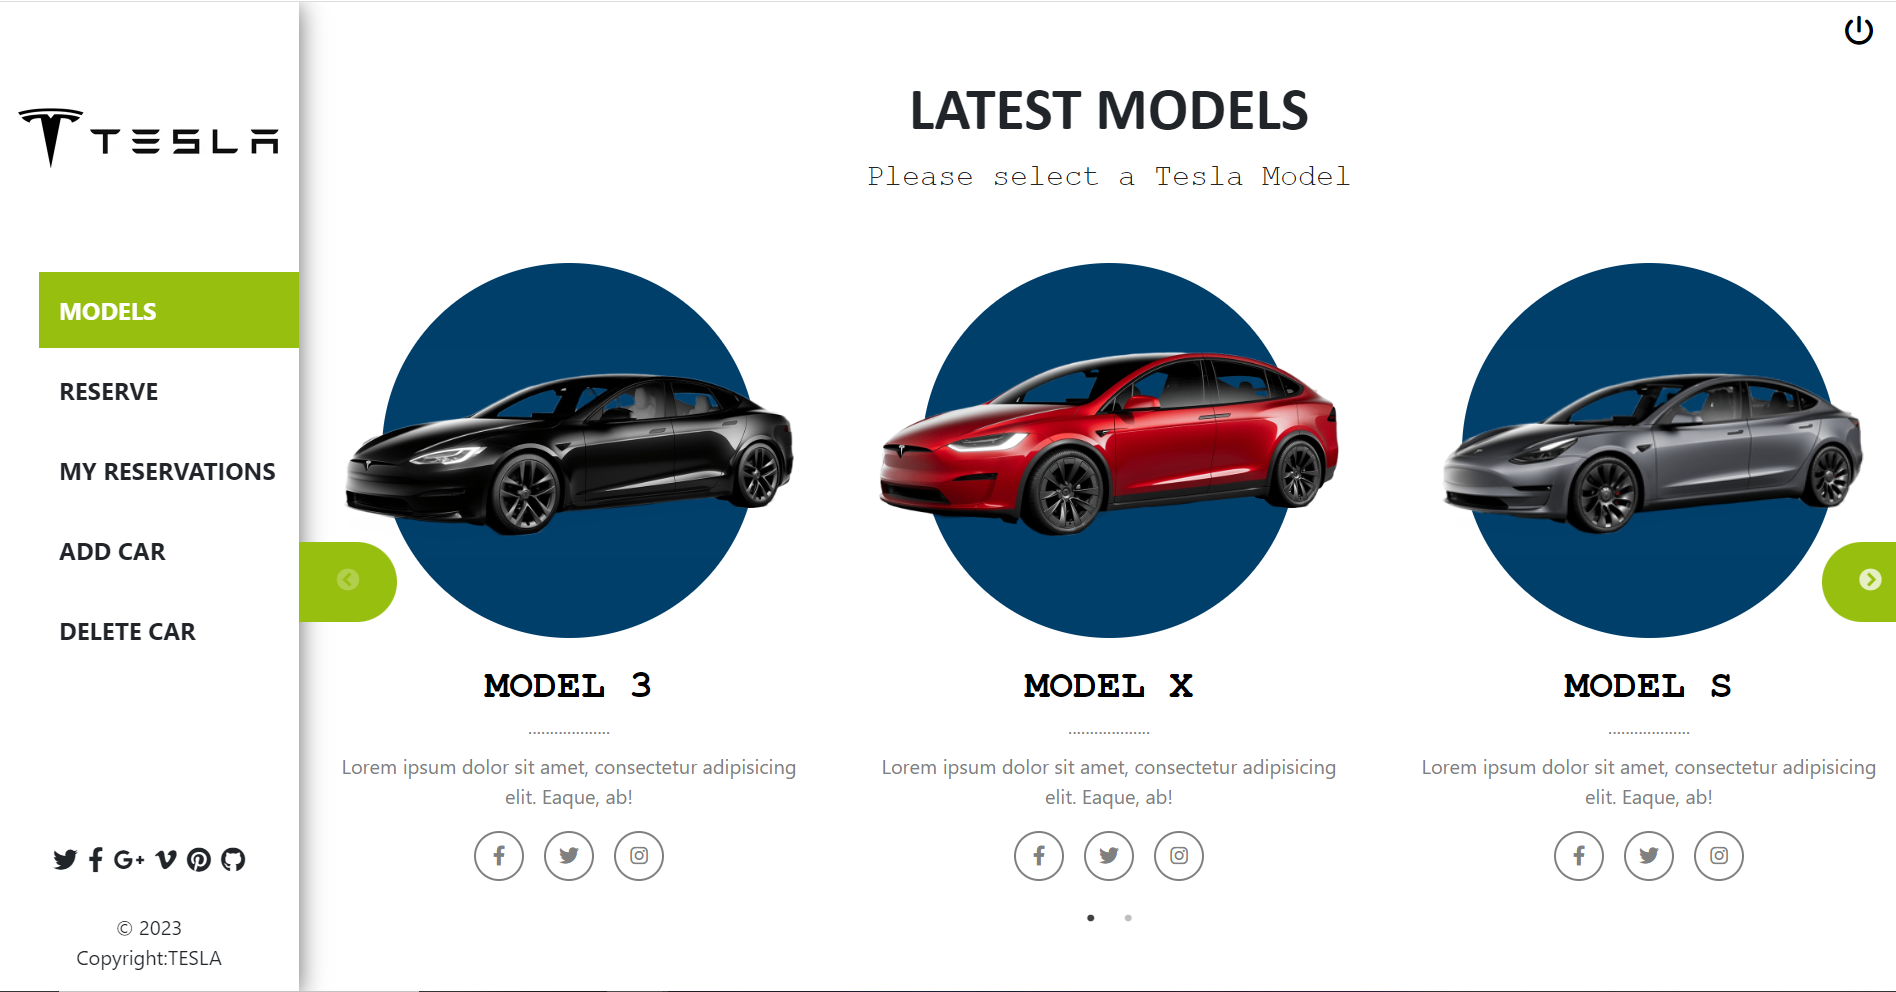 TESLA
MODELS
RESERVE
MY RESERVATIONS
ADD CAR
DELETE CAR
© 2023
Copyright:TESLA
LATEST MODELS
Please select a Tesla Model
MODEL 3
...................
Lorem ipsum dolor sit amet, consectetur adipisicing
elit. Eaque, ab!
MODEL X
...................
Lorem ipsum dolor sit amet, consectetur adipisicing
elit. Eaque, ab!
MODEL S
...................
Lorem ipsum dolor sit amet, consectetur adipisicing
elit. Eaque, ab!